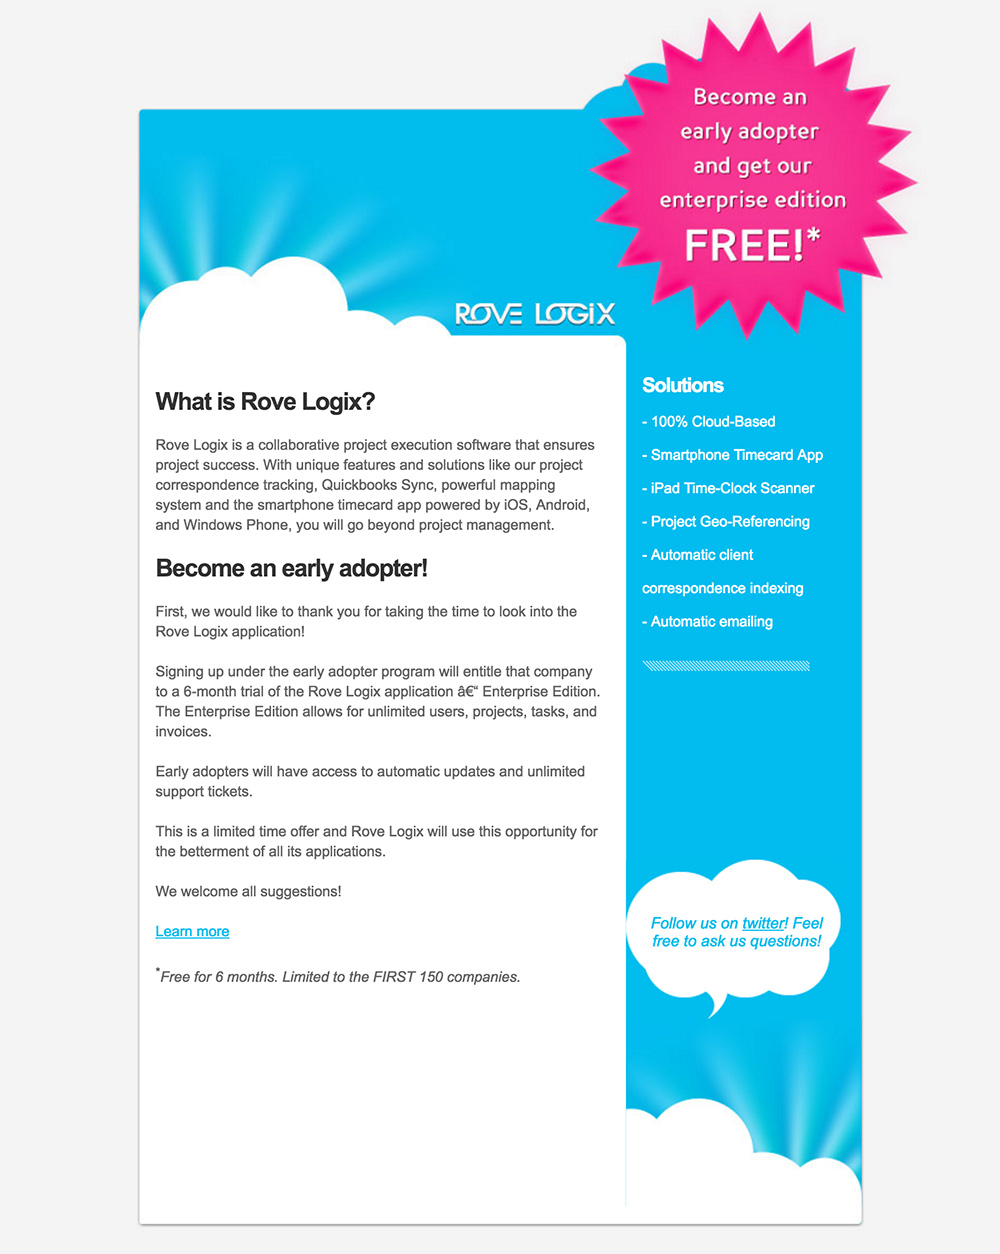 Become an
early adopter
and get our
enterprise edition
FREE!*
ROVE LOGiX
What is Rove Logix?
Rove Logix is a collaborative project execution software that ensures
project success. With unique features and solutions like our project
correspondence tracking, Quickbooks Sync, powerful mapping
system and the smartphone timecard app powered by iOS, Android,
and Windows Phone, you will go beyond project management.
Become an early adopter!
First, we would like to thank you for taking the time to look into the
Rove Logix application!
Signing up under the early adopter program will entitle that company
to a 6-month trial of the Rove Logix application â€“ Enterprise Edition.
The Enterprise Edition allows for unlimited users, projects, tasks, and
invoices.
Early adopters will have access to automatic updates and unlimited
support tickets.
This is a limited time offer and Rove Logix will use this opportunity for
the betterment of all its applications.
We welcome all suggestions!
Learn more
*Free for 6 months. Limited to the FIRST 150 companies.
Solutions
- 100% Cloud-Based
- Smartphone Timecard App
- iPad Time-Clock Scanner
- Project Geo-Referencing
- Automatic client
correspondence indexing
- Automatic emailing
Follow us on twitter! Feel
free to ask us questions!